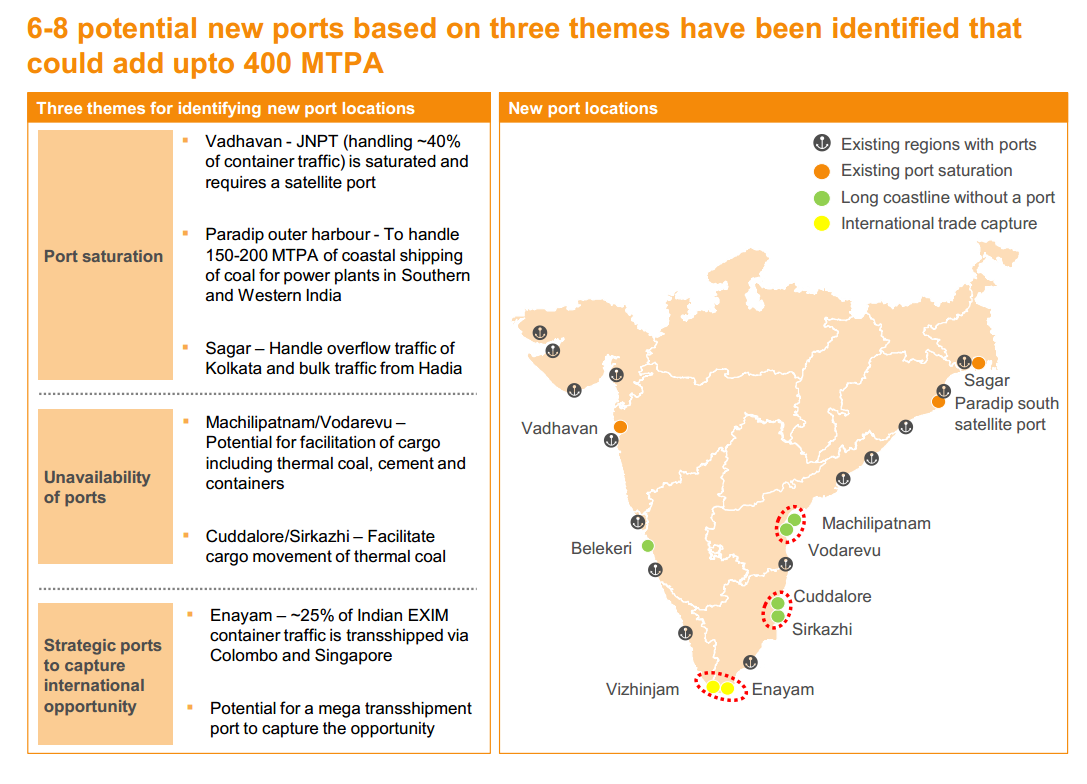 6-8 potential new ports based on three themes have been identified that
could add upto 400 MTPA
Three themes for identifying new port locations
Port saturation
▪ Vadhavan - JNPT (handling ~40%
of container traffic) is saturated and
requires a satellite port
▪ Paradip outer harbour - To handle
150-200 MTPA of coastal shipping
of coal for power plants in Southern
and Western India
▪ Sagar – Handle overflow traffic of
Kolkata and bulk traffic from Hadia
Unavailability
of ports
▪ Machilipatnam/Vodarevu –
Potential for facilitation of cargo
including thermal coal, cement and
containers
▪ Cuddalore/Sirkazhi – Facilitate
cargo movement of thermal coal
Strategic ports
to capture
international
opportunity
▪ Enayam – ~25% of Indian EXIM
container traffic is transshipped via
Colombo and Singapore
▪ Potential for a mega transshipment
port to capture the opportunity
New port locations
Existing regions with ports
Existing port saturation
Long coastline without a port
International trade capture
Sagar
Paradip south
satellite port
Vadhavan
Machilipatnam
Vodarevu
Belekeri
Cuddalore
Sirkazhi
Vizhinjam
Enayam